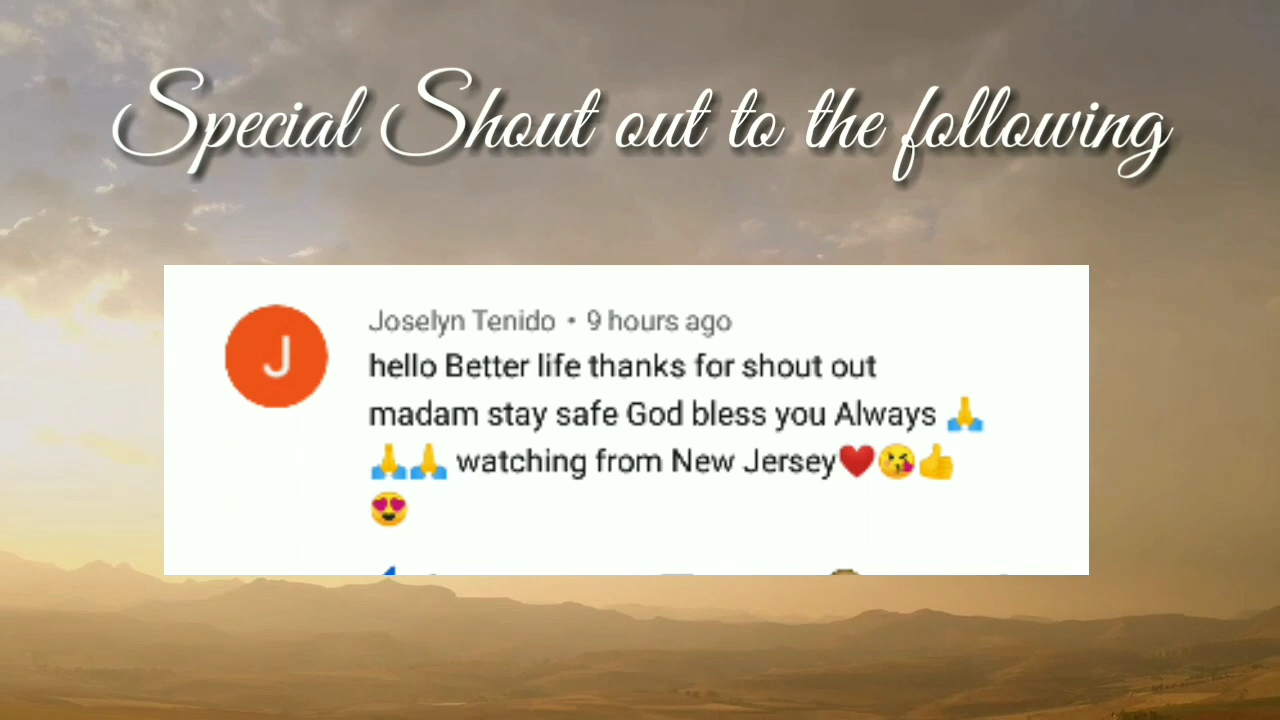 Special Shout out to the following
J
Joselyn Tenido • 9 hours ago
hello Better life thanks for shout out
madam stay safe God bless you Always 🙏
🙏🙏 watching from New Jersey❤️😘👍
😍